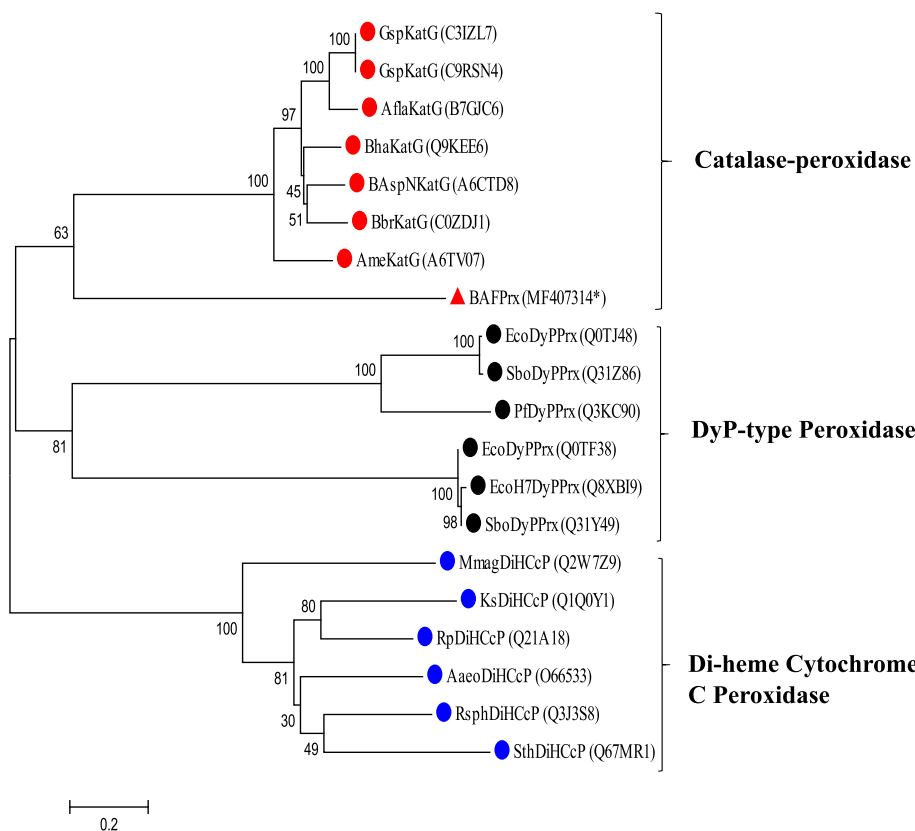 100
GspKatG (C3IZL7)
GspKatG (C9RSN4)
100
AflaKatG (B7GJC6)
97
BhaKatG (Q9KEE6)
Catalase-peroxidase
100
45
BAspNKatG (A6CTD8)
51
BbrKatG (C0ZDJ1)
AmeKatG (A6TV07)
63
BAFPrx (MF407314*)
100
EcoDyPPrx (Q0TJ48)
SboDyPPrx (Q31Z86)
100
PfDyPPrx (Q3KC90)
DyP-type Peroxidase
81
EcoDyPPrx (Q0TF38)
100
EcoH7DyPPrx (Q8XBI9)
98
SboDyPPrx (Q31Y49)
MmagDiHCcP (Q2W7Z9)
100
80
KsDiHCcP (Q1Q0Y1)
RpDiHCcP (Q21A18)
81
AaeoDiHCcP (O66533)
Di-heme Cytochrome
C Peroxidase
30
RsphDiHCcP (Q3J3S8)
49
SthDiHCcP (Q67MR1)
0.2